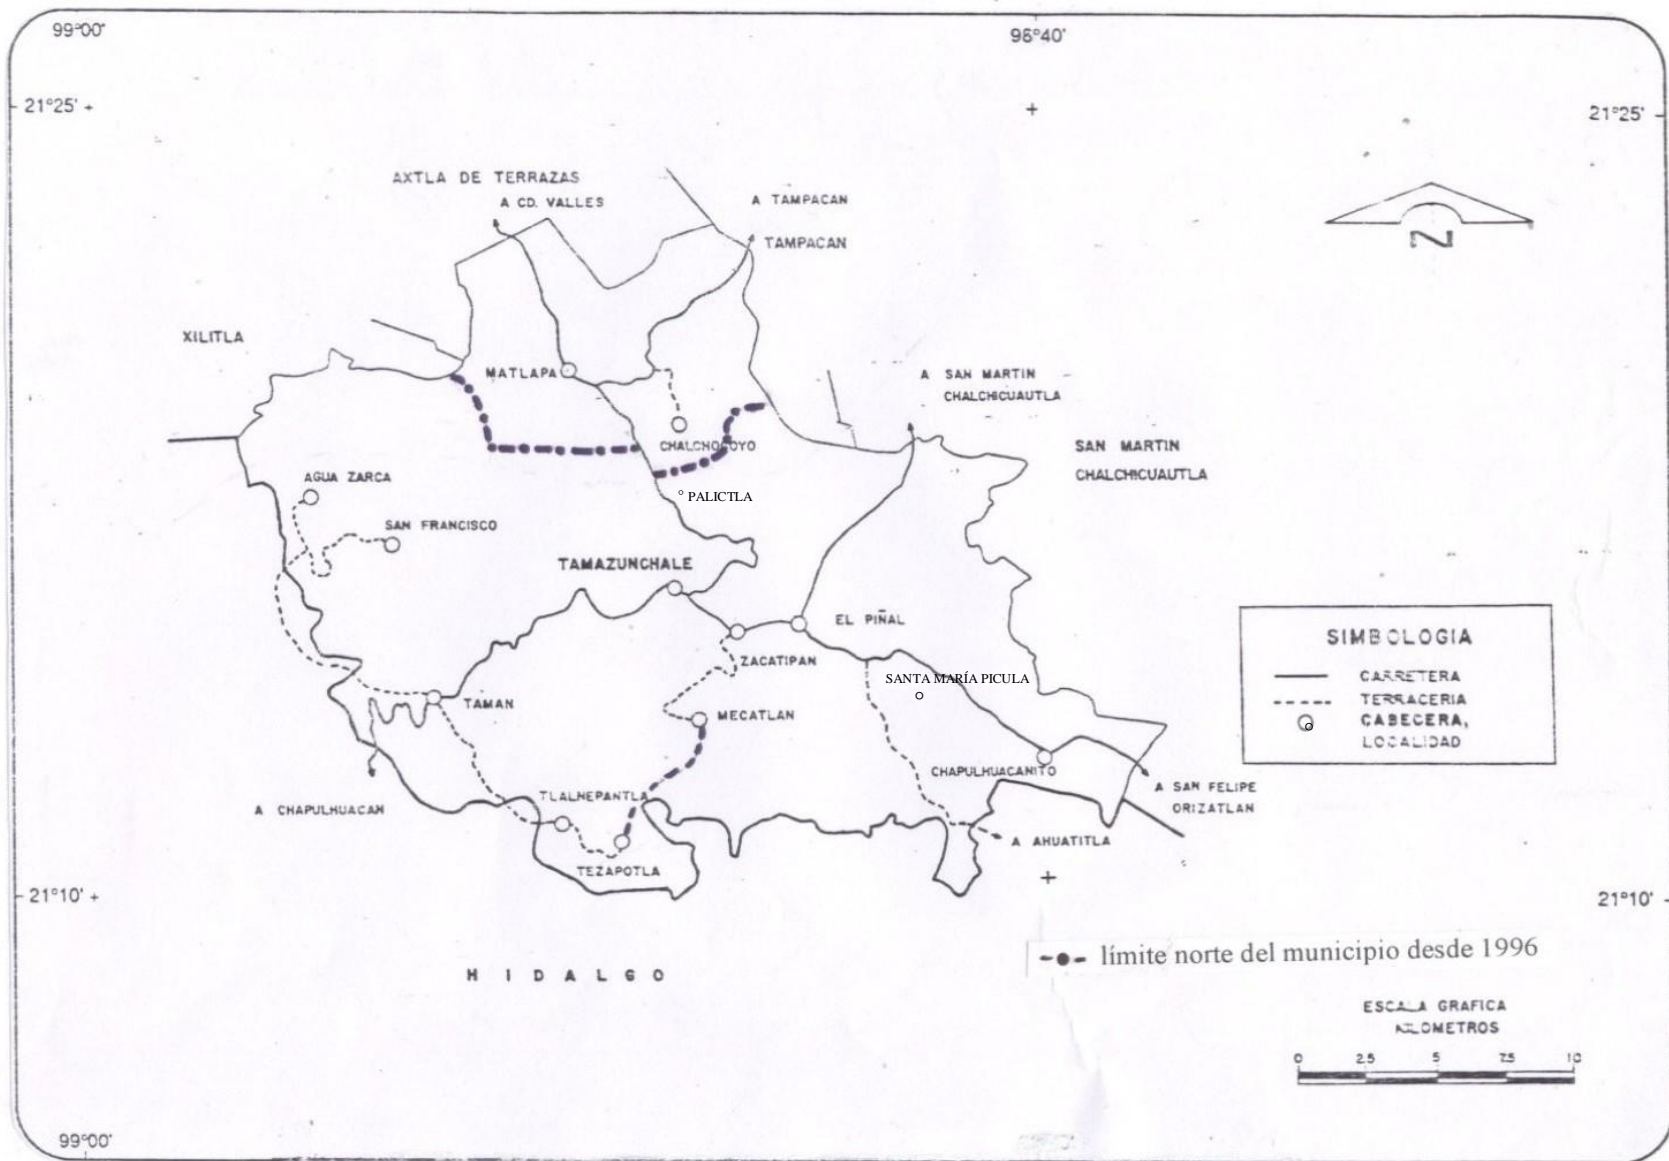 99°00'
96°40'
21°25'
21°25'
AXTLA DE TERRAZAS
A CD. VALLES
A TAMPACAN
TAMPACAN
N
XILITLA
MATLAPA
A SAN MARTIN
CHALCHICUAUTLA
CHALCHOCOYO
SAN MARTIN
CHALCHICUAUTLA
AGUA ZARCA
PALICTLA
SAN FRANCISCO
TAMAZUNCHALE
EL PIÑAL
ZACATIPAN
SANTA MARÍA PICULA
TAMAN
MECATLAN
CHAPULHUACANITO
TLALNEPANTLA
A CHAPULHUACAN
A SAN FELIPE
ORIZATLAN
A AHUATITLA
TEZAPOTLA
SIMBOLOGIA
CARRETERA
TERRACERIA
CABECERA,
LOCALIDAD
21°10'
21°10'
HIDALGO
límite norte del municipio desde 1996
ESCALA GRAFICA
KILOMETROS
0 2.5 5 7.5 10
99°00'